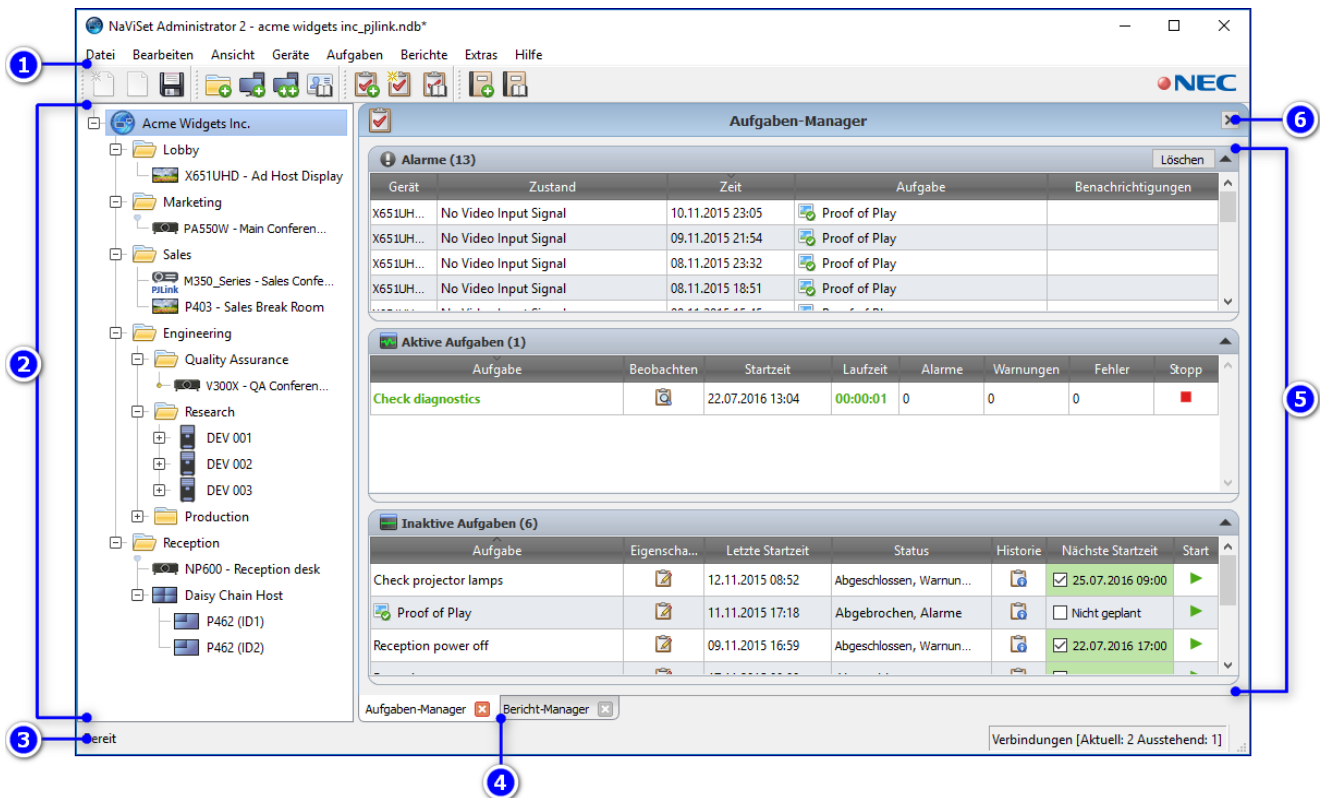 NaViSet Administrator 2 - acme widgets inc_pjlink.ndb*
Datei Bearbeiten Ansicht Geräte Aufgaben Berichte Extras Hilfe
1
NEC
2
Acme Widgets Inc.
Lobby
X651UHD - Ad Host Display
Marketing
PA550W - Main Conferen...
Sales
PJLink
M350_Series - Sales Confe...
P403 - Sales Break Room
Engineering
Quality Assurance
V300X - QA Conferen...
Research
DEV 001
DEV 002
DEV 003
Production
Reception
NP600 - Reception desk
Daisy Chain Host
P462 (ID1)
P462 (ID2)
Aufgaben-Manager
6
Alarme (13) Löschen
Gerät Zustand Zeit Aufgabe Benachrichtigungen
X651UH... No Video Input Signal 10.11.2015 23:05 Proof of Play
X651UH... No Video Input Signal 09.11.2015 21:54 Proof of Play
X651UH... No Video Input Signal 08.11.2015 23:32 Proof of Play
X651UH... No Video Input Signal 08.11.2015 18:51 Proof of Play
Aktive Aufgaben (1)
Aufgabe Beobachten Startzeit Laufzeit Alarme Warnungen Fehler Stopp
Check diagnostics 22.07.2016 13:04 00:00:01 0 0 0
5
Inaktive Aufgaben (6)
Aufgabe Eigenscha... Letzte Startzeit Status Historie Nächste Startzeit Start
Check projector lamps 12.11.2015 08:52 Abgeschlossen, Warnun... 25.07.2016 09:00
Proof of Play 11.11.2015 17:18 Abgebrochen, Alarme Nicht geplant
Reception power off 09.11.2015 16:59 Abgeschlossen, Warnun... 22.07.2016 17:00
Aufgaben-Manager Bericht-Manager
3
ereit
Verbindungen [Aktuell: 2 Ausstehend: 1]
4